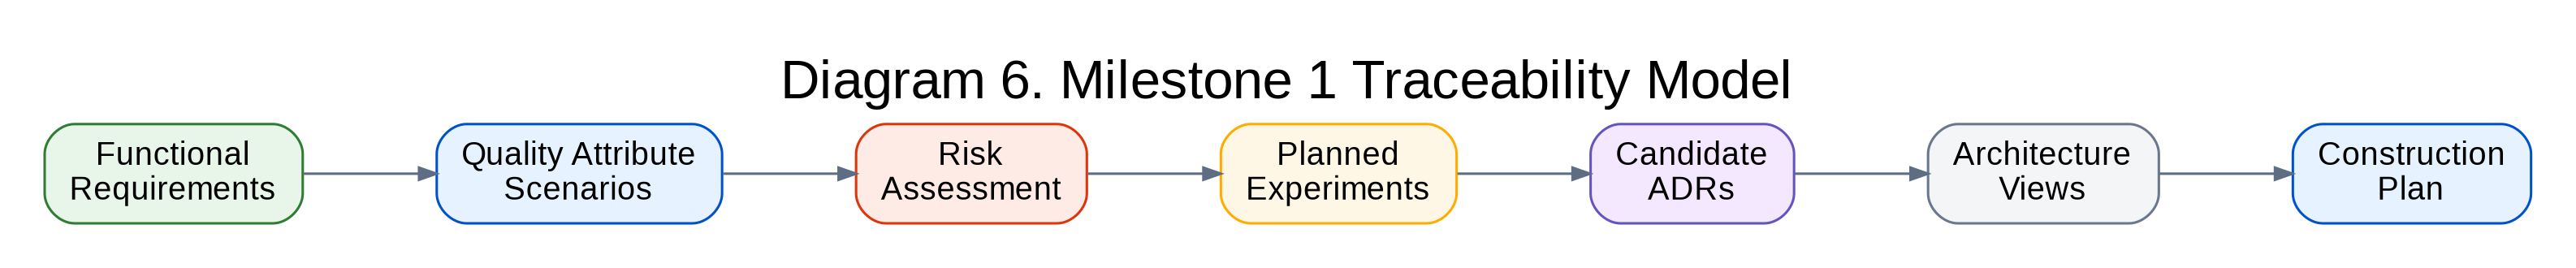 Diagram 6. Milestone 1 Traceability Model
Functional
Requirements
Quality Attribute
Scenarios
Risk
Assessment
Planned
Experiments
Candidate
ADRs
Architecture
Views
Construction
Plan